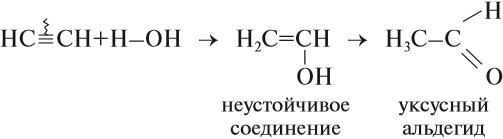 HC≡CH+H–OH → H₂C=CH → H₃C–C
H
OH
O
неустойчивое
соединение
уксусный
альдегид